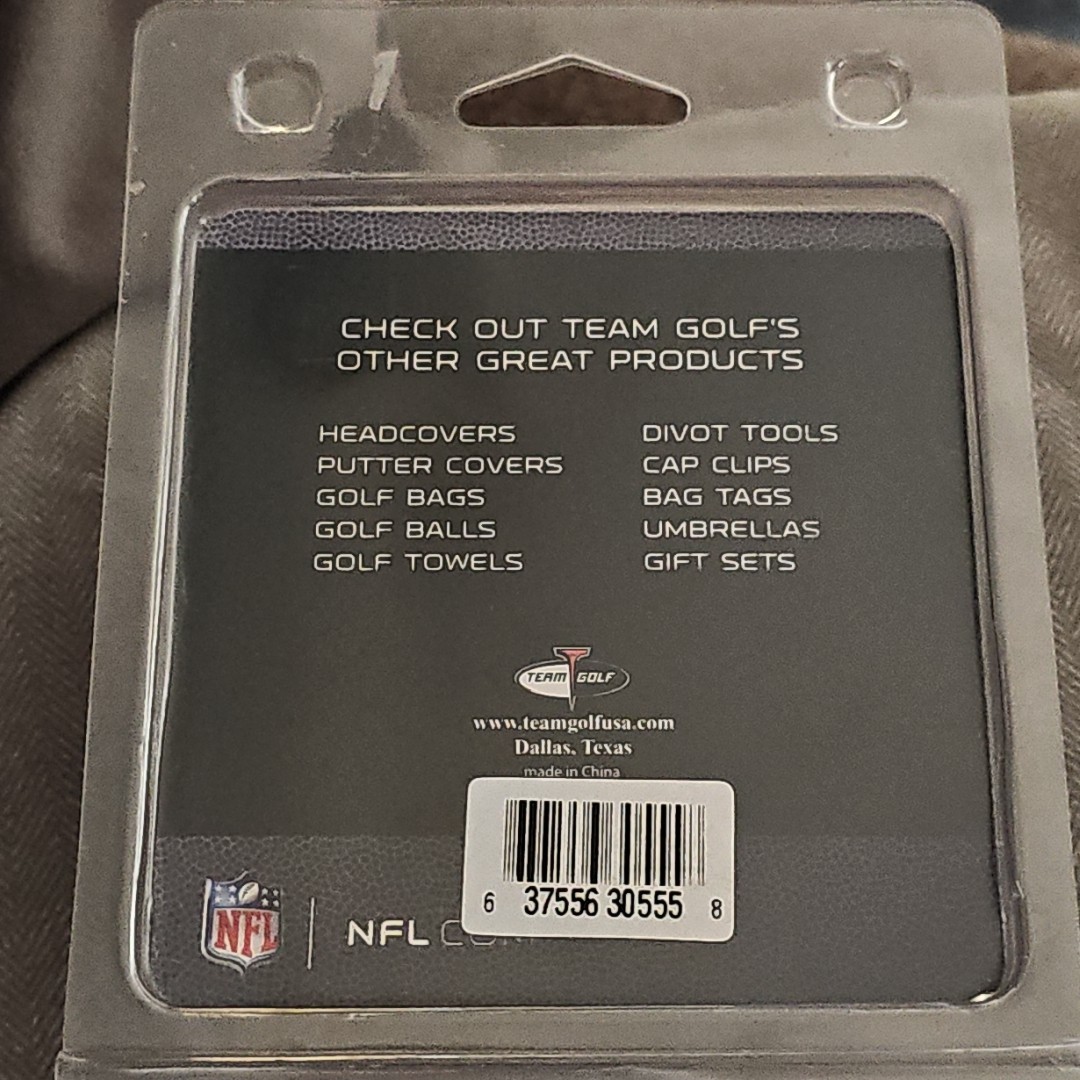 CHECK OUT TEAM GOLF'S
OTHER GREAT PRODUCTS
HEADCOVERS
PUTTER COVERS
GOLF BAGS
GOLF BALLS
GOLF TOWELS
DIVOT TOOLS
CAP CLIPS
BAG TAGS
UMBRELLAS
GIFT SETS
TEAM GOLF
www.teamgolfusa.com
Dallas, Texas
made in China
6 37556 30555 8
NFL
NFL